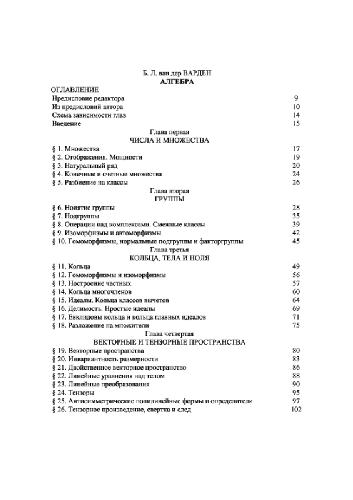 Б. Л. ван дер ВАРДЕН
АЛГЕБРА
ОГЛАВЛЕНИЕ
Предисловие редактора 9
Из предисловий автора 10
Схема зависимости глав 14
Введение 15
Глава первая
ЧИСЛА И МНОЖЕСТВА
§ 1. Множества 17
§ 2. Отображения. Мощности 19
§ 3. Натуральный ряд 20
§ 4. Конечные и счетные множества 24
§ 5. Разбиение на классы 26
Глава вторая
ГРУППЫ
§ 6. Понятие группы 28
§ 7. Подгруппы 35
§ 8. Операции над комплексами. Смежные классы 39
§ 9. Изоморфизмы и автоморфизмы 42
§ 10. Гомоморфизмы, нормальные подгруппы и факторгруппы 45
Глава третья
КОЛЬЦА, ТЕЛА И ПОЛЯ
§ 11. Кольца 49
§ 12. Гомоморфизмы и изоморфизмы 56
§ 13. Построение частных 57
§ 14. Кольца многочленов 60
§ 15. Идеалы. Кольца классов вычетов 64
§ 16. Делимость. Простые идеалы 69
§ 17. Евклидовы кольца и кольца главных идеалов 71
§ 18. Разложение на множители 75
Глава четвертая
ВЕКТОРНЫЕ И ТЕНЗОРНЫЕ ПРОСТРАНСТВА
§ 19. Векторные пространства 80
§ 20. Инвариантность размерности 83
§ 21. Двойственное векторное пространство 86
§ 22. Линейные уравнения над телом 88
§ 23. Линейные преобразования 90
§ 24. Тензоры 95
§ 25. Антисимметрические полилинейные формы и определители 97
§ 26. Тензорное произведение, свертка и след 102